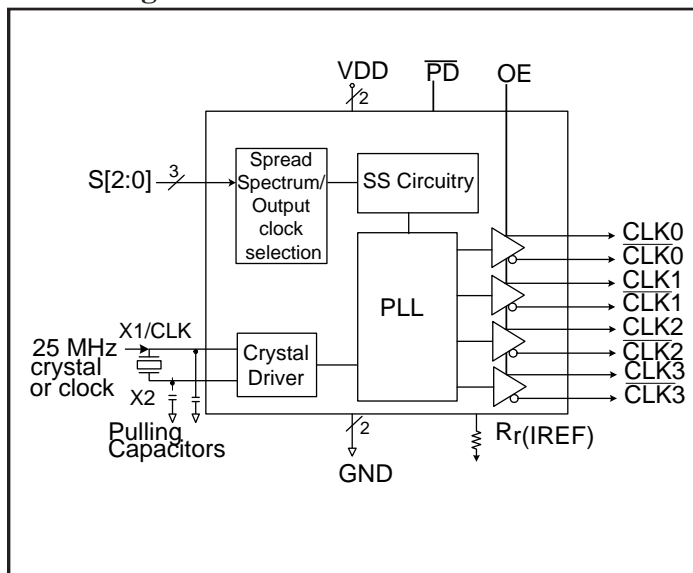 VDD
2
PD
OE
S[2:0]
3
Spread
Spectrum/
Output
clock
selection
SS Circuitry
PLL
CLK0
CLK0
CLK1
CLK1
CLK2
CLK2
CLK3
CLK3
X1/CLK
25 MHz
crystal
or clock
X2
Crystal
Driver
Pulling
Capacitors
2
GND
Rr(IREF)